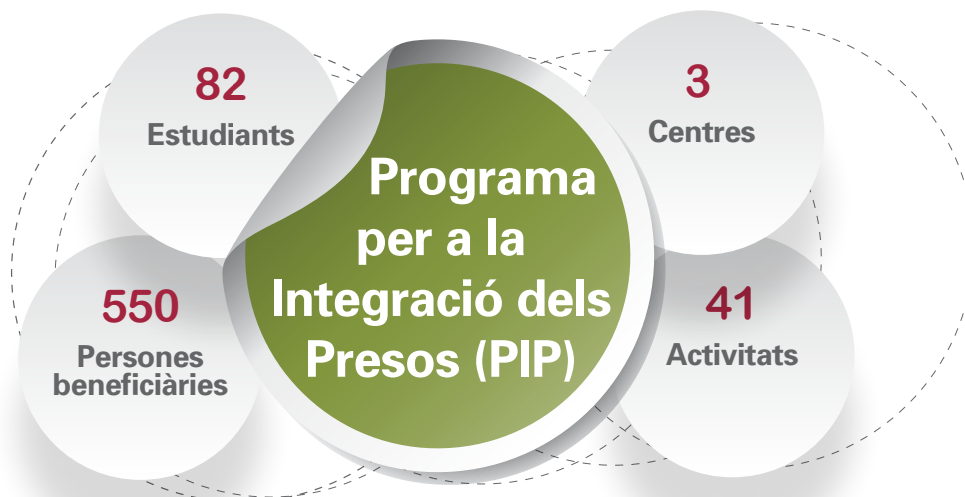 82
Estudiants
3
Centres
Programa
per a la
Integració dels
Presos (PIP)
550
Persones
beneficiàries
41
Activitats